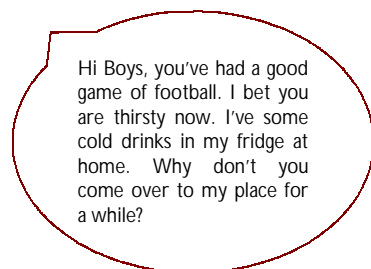 Hi Boys, you've had a good
game of football. I bet you
are thirsty now. I've some
cold drinks in my fridge at
home. Why don't you
come over to my place for
a while?